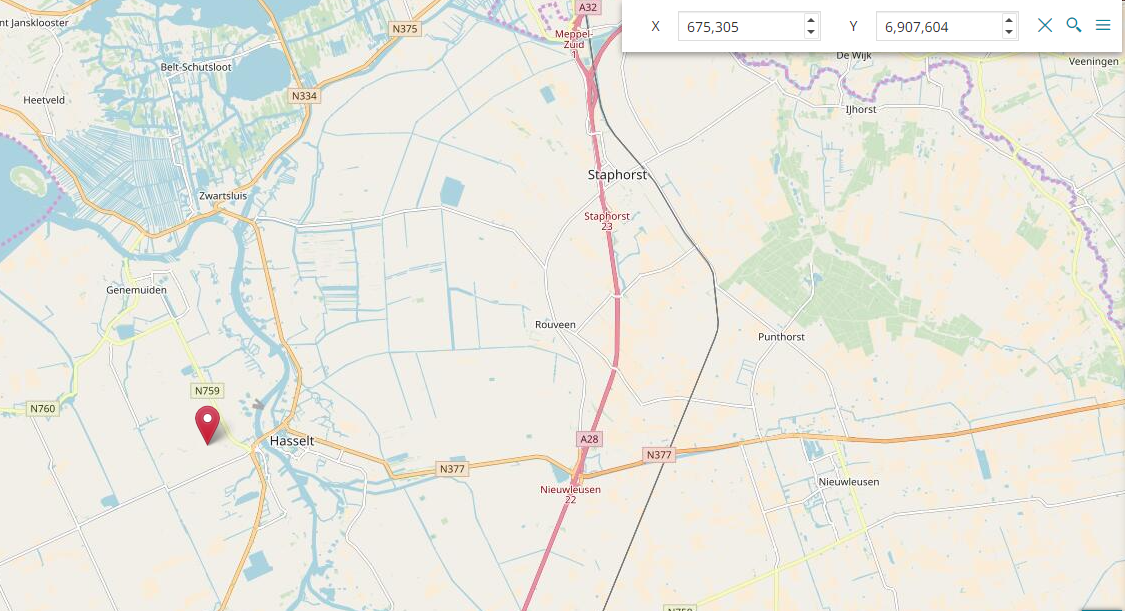 X 675,305 Y 6,907,604
A32
nt Jansklooster
N375
Meppel-
Zuid
1
De Wijk
Veeningen
Belt-Schutsloot
Heetveld
N334
IJhorst
Staphorst
Zwartsluis
Staphorst
23
Genemuiden
Rouveen
Punthorst
N759
N760
Hasselt
A28
N377
N377
Nieuwleusen
Nieuwleusen
22
N759